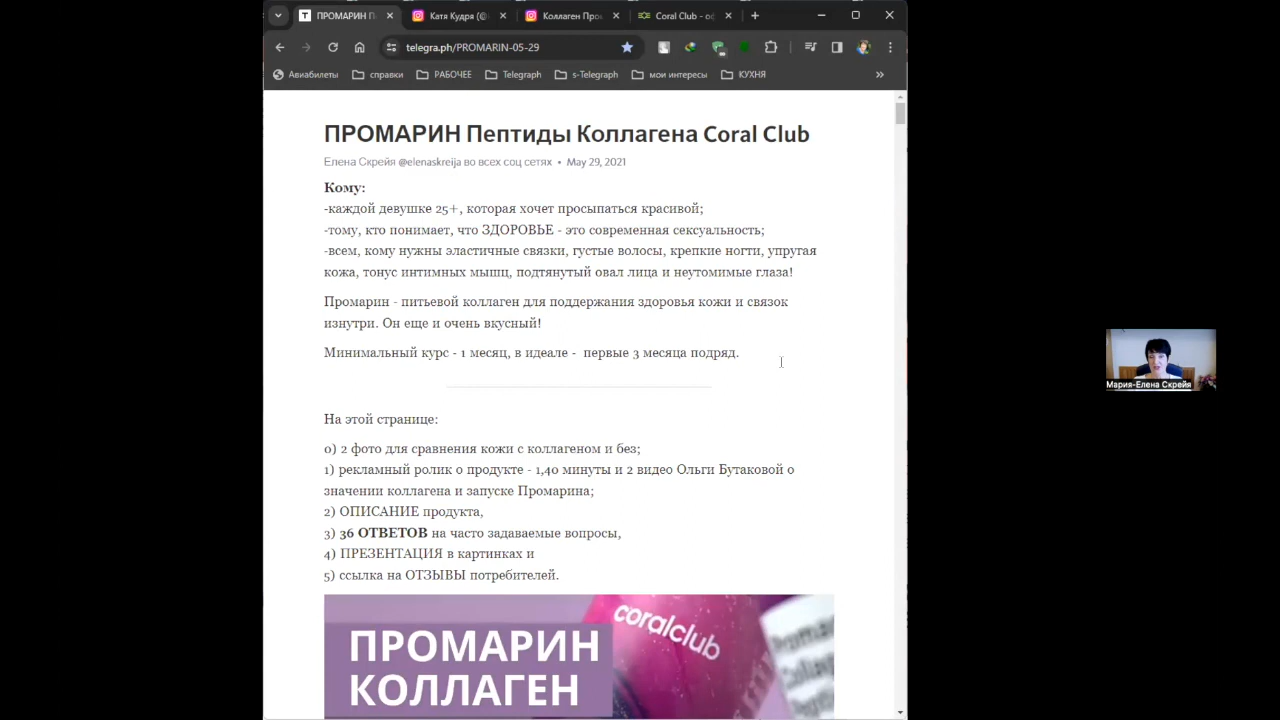 ПРОМАРИН П
Катя Кудря (@
Коллаген Про
Coral Club - о
telegra.ph/PROMARIN-05-29
Авиабилеты
справки
РАБОЧЕЕ
Telegraph
s-Telegraph
мои интересы
КУХНЯ
ПРОМАРИН Пептиды Коллагена Coral Club
Елена Скрейя @elenaskreija во всех соц сетях • May 29, 2021
Кому:
-каждой девушке 25+, которая хочет просыпаться красивой;
-тому, кто понимает, что ЗДОРОВЬЕ - это современная сексуальность;
-всем, кому нужны эластичные связки, густые волосы, крепкие ногти, упругая
кожа, тонус интимных мышц, подтянутый овал лица и неутомимые глаза!
Промарин - питьевой коллаген для поддержания здоровья кожи и связок
изнутри. Он еще и очень вкусный!
Минимальный курс - 1 месяц, в идеале - первые 3 месяца подряд.
На этой странице:
0) 2 фото для сравнения кожи с коллагеном и без;
1) рекламный ролик о продукте - 1,40 минуты и 2 видео Ольги Бутаковой о
значении коллагена и запуске Промарина;
2) ОПИСАНИЕ продукта,
3) 36 ОТВЕТОВ на часто задаваемые вопросы,
4) ПРЕЗЕНТАЦИЯ в картинках и
5) ссылка на ОТЗЫВЫ потребителей.
coralclub
ПРОМАРИН
КОЛЛАГЕН
Мария-Елена Скрейя